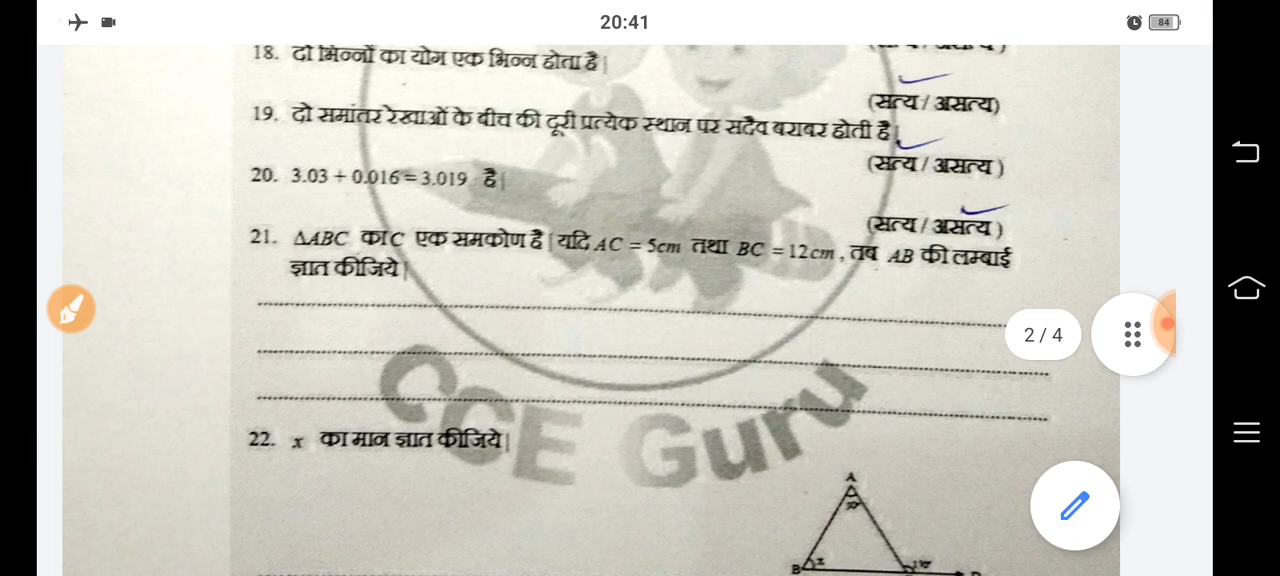 20:41
84
18. दो भिन्नों का योग एक भिन्न होता है|
(सत्य / असत्य)
19. दो समांतर रेखाओं के बीच की दूरी प्रत्येक स्थान पर सदैव बराबर होती है|
(सत्य / असत्य )
20. 3.03 + 0.016 = 3.019 है|
(सत्य / असत्य )
21. ΔABC का C एक समकोण है| यदि AC = 5cm तथा BC = 12cm , तब AB की लम्बाई
ज्ञात कीजिये|
2 / 4
CCE Guru
22. x का मान ज्ञात कीजिये|
A
B
x